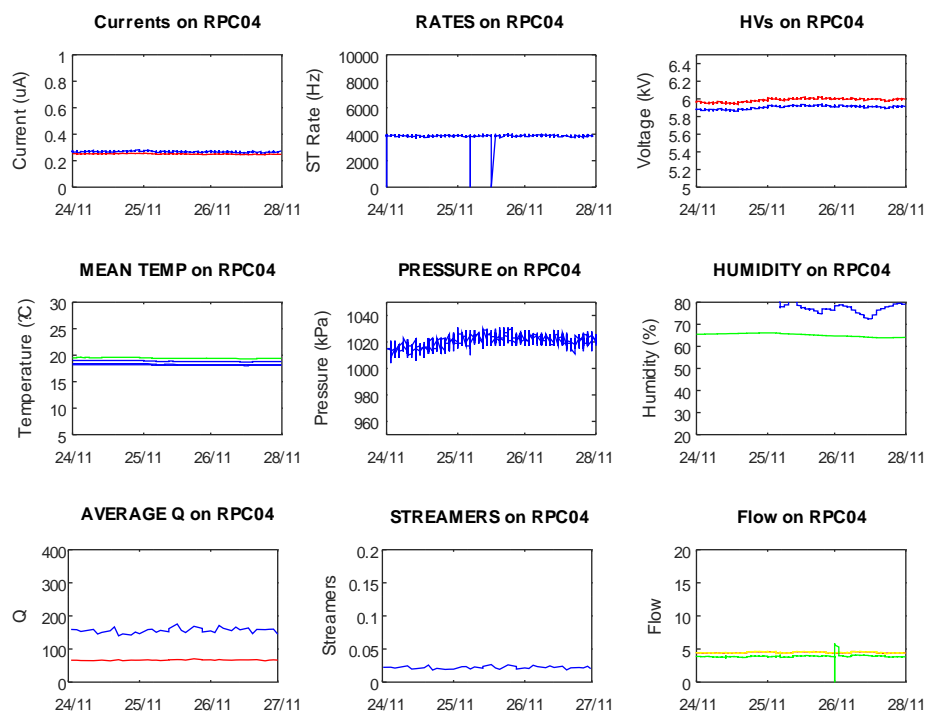 Currents on RPC04
RATES on RPC04
HVs on RPC04
Current (uA)
1
0.8
0.6
0.4
0.2
0
24/11 25/11 26/11 28/11
ST Rate (Hz)
10000
8000
6000
4000
2000
0
24/11 25/11 26/11 28/11
Voltage (kV)
6.4
6.2
6
5.8
5.6
5.4
5.2
5
24/11 25/11 26/11 28/11
MEAN TEMP on RPC04
PRESSURE on RPC04
HUMIDITY on RPC04
Temperature (?C)
30
25
20
15
10
5
24/11 25/11 26/11 28/11
Pressure (kPa)
1040
1020
1000
980
960
24/11 25/11 26/11 28/11
Humidity (%)
80
70
60
50
40
30
20
24/11 25/11 26/11 28/11
AVERAGE Q on RPC04
STREAMERS on RPC04
Flow on RPC04
Q
400
300
200
100
0
24/11 25/11 26/11 27/11
Streamers
0.2
0.15
0.1
0.05
0
24/11 25/11 26/11 27/11
Flow
20
15
10
5
0
24/11 25/11 26/11 28/11